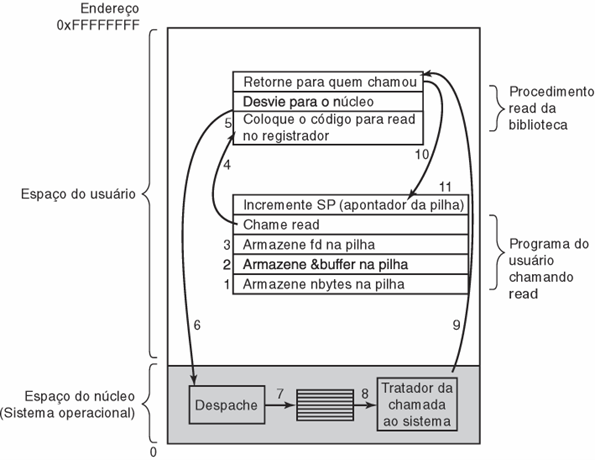 Endereço
0xFFFFFFFF
Retorne para quem chamou
Desvie para o núcleo
5
Coloque o código para read
no registrador
Procedimento
read da
biblioteca
4
10
Espaço do usuário
11
Incremente SP (apontador da pilha)
Chame read
3
Armazene fd na pilha
2
Armazene &buffer na pilha
1
Armazene nbytes na pilha
Programa do
usuário
chamando
read
6
9
Espaço do núcleo
(Sistema operacional)
Despache
7
8
Tratador da
chamada
ao sistema
0